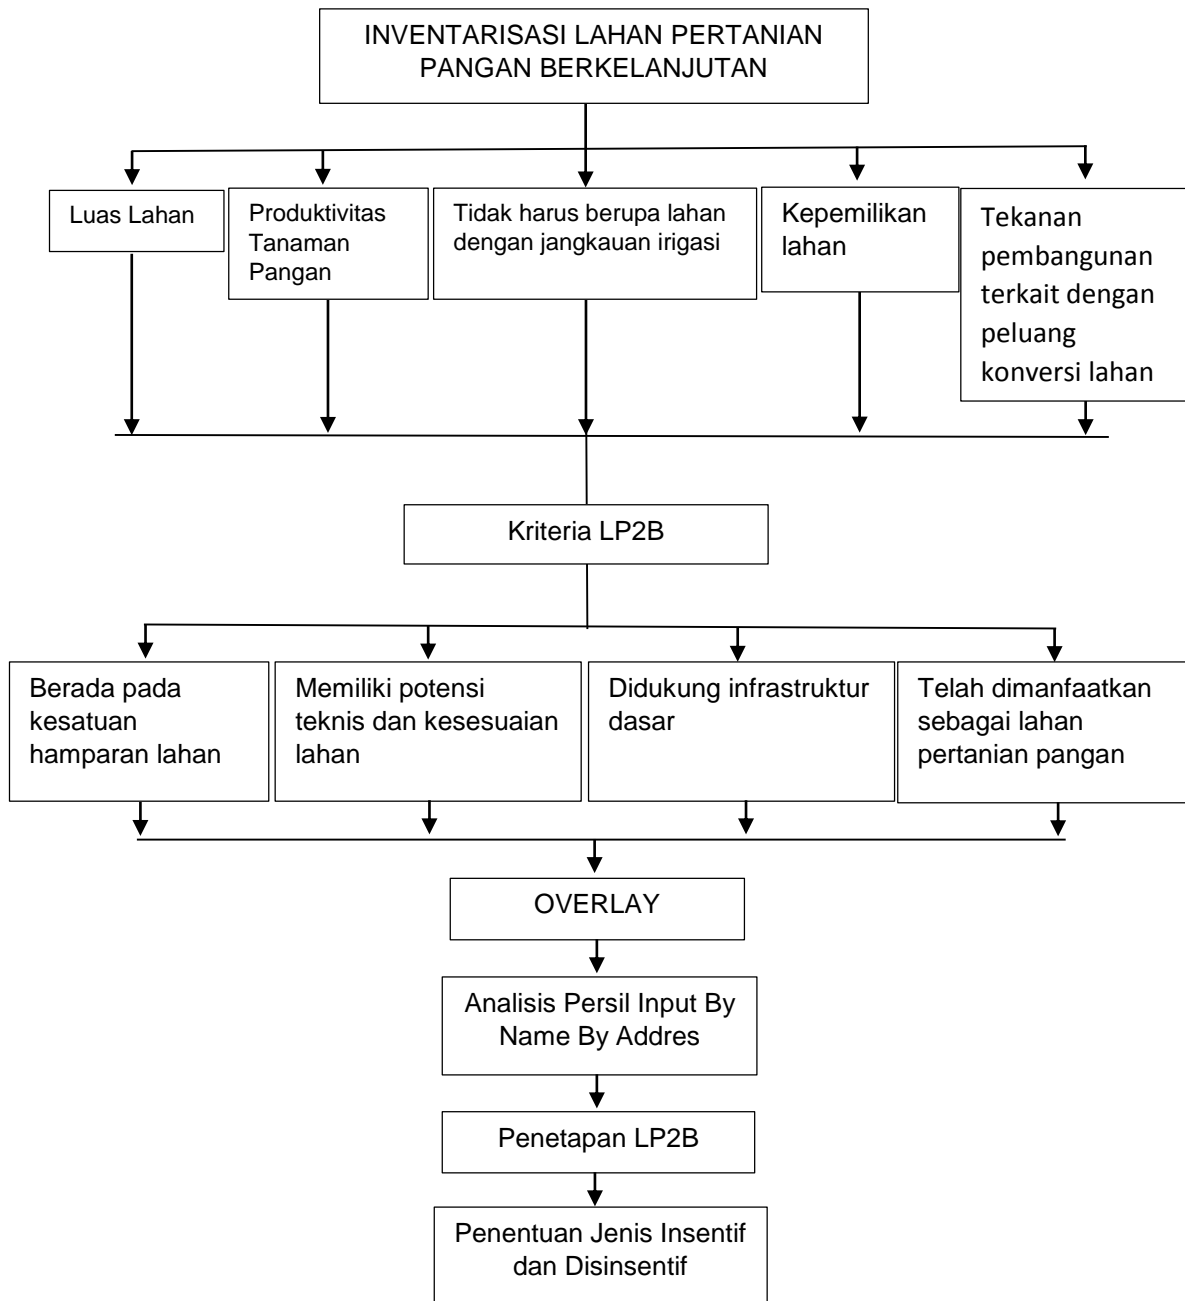 INVENTARISASI LAHAN PERTANIAN
PANGAN BERKELANJUTAN
Luas Lahan
Produktivitas
Tanaman
Pangan
Tidak harus berupa lahan
dengan jangkauan irigasi
Kepemilikan
lahan
Tekanan
pembangunan
terkait dengan
peluang
konversi lahan
Kriteria LP2B
Berada pada
kesatuan
hamparan lahan
Memiliki potensi
teknis dan kesesuaian
lahan
Didukung infrastruktur
dasar
Telah dimanfaatkan
sebagai lahan
pertanian pangan
OVERLAY
Analisis Persil Input By
Name By Addres
Penetapan LP2B
Penentuan Jenis Insentif
dan Disinsentif